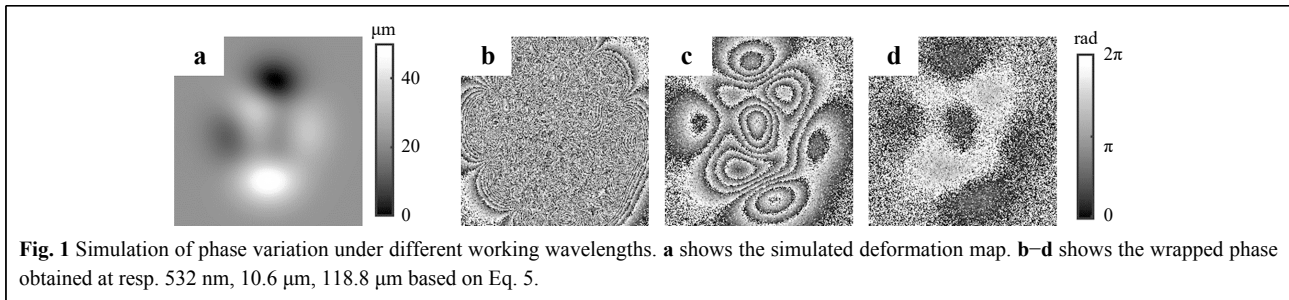 a
μm
40
20
0
b
c
d
rad
2π
π
0
Fig. 1 Simulation of phase variation under different working wavelengths. a shows the simulated deformation map. b−d shows the wrapped phase
obtained at resp. 532 nm, 10.6 μm, 118.8 μm based on Eq. 5.